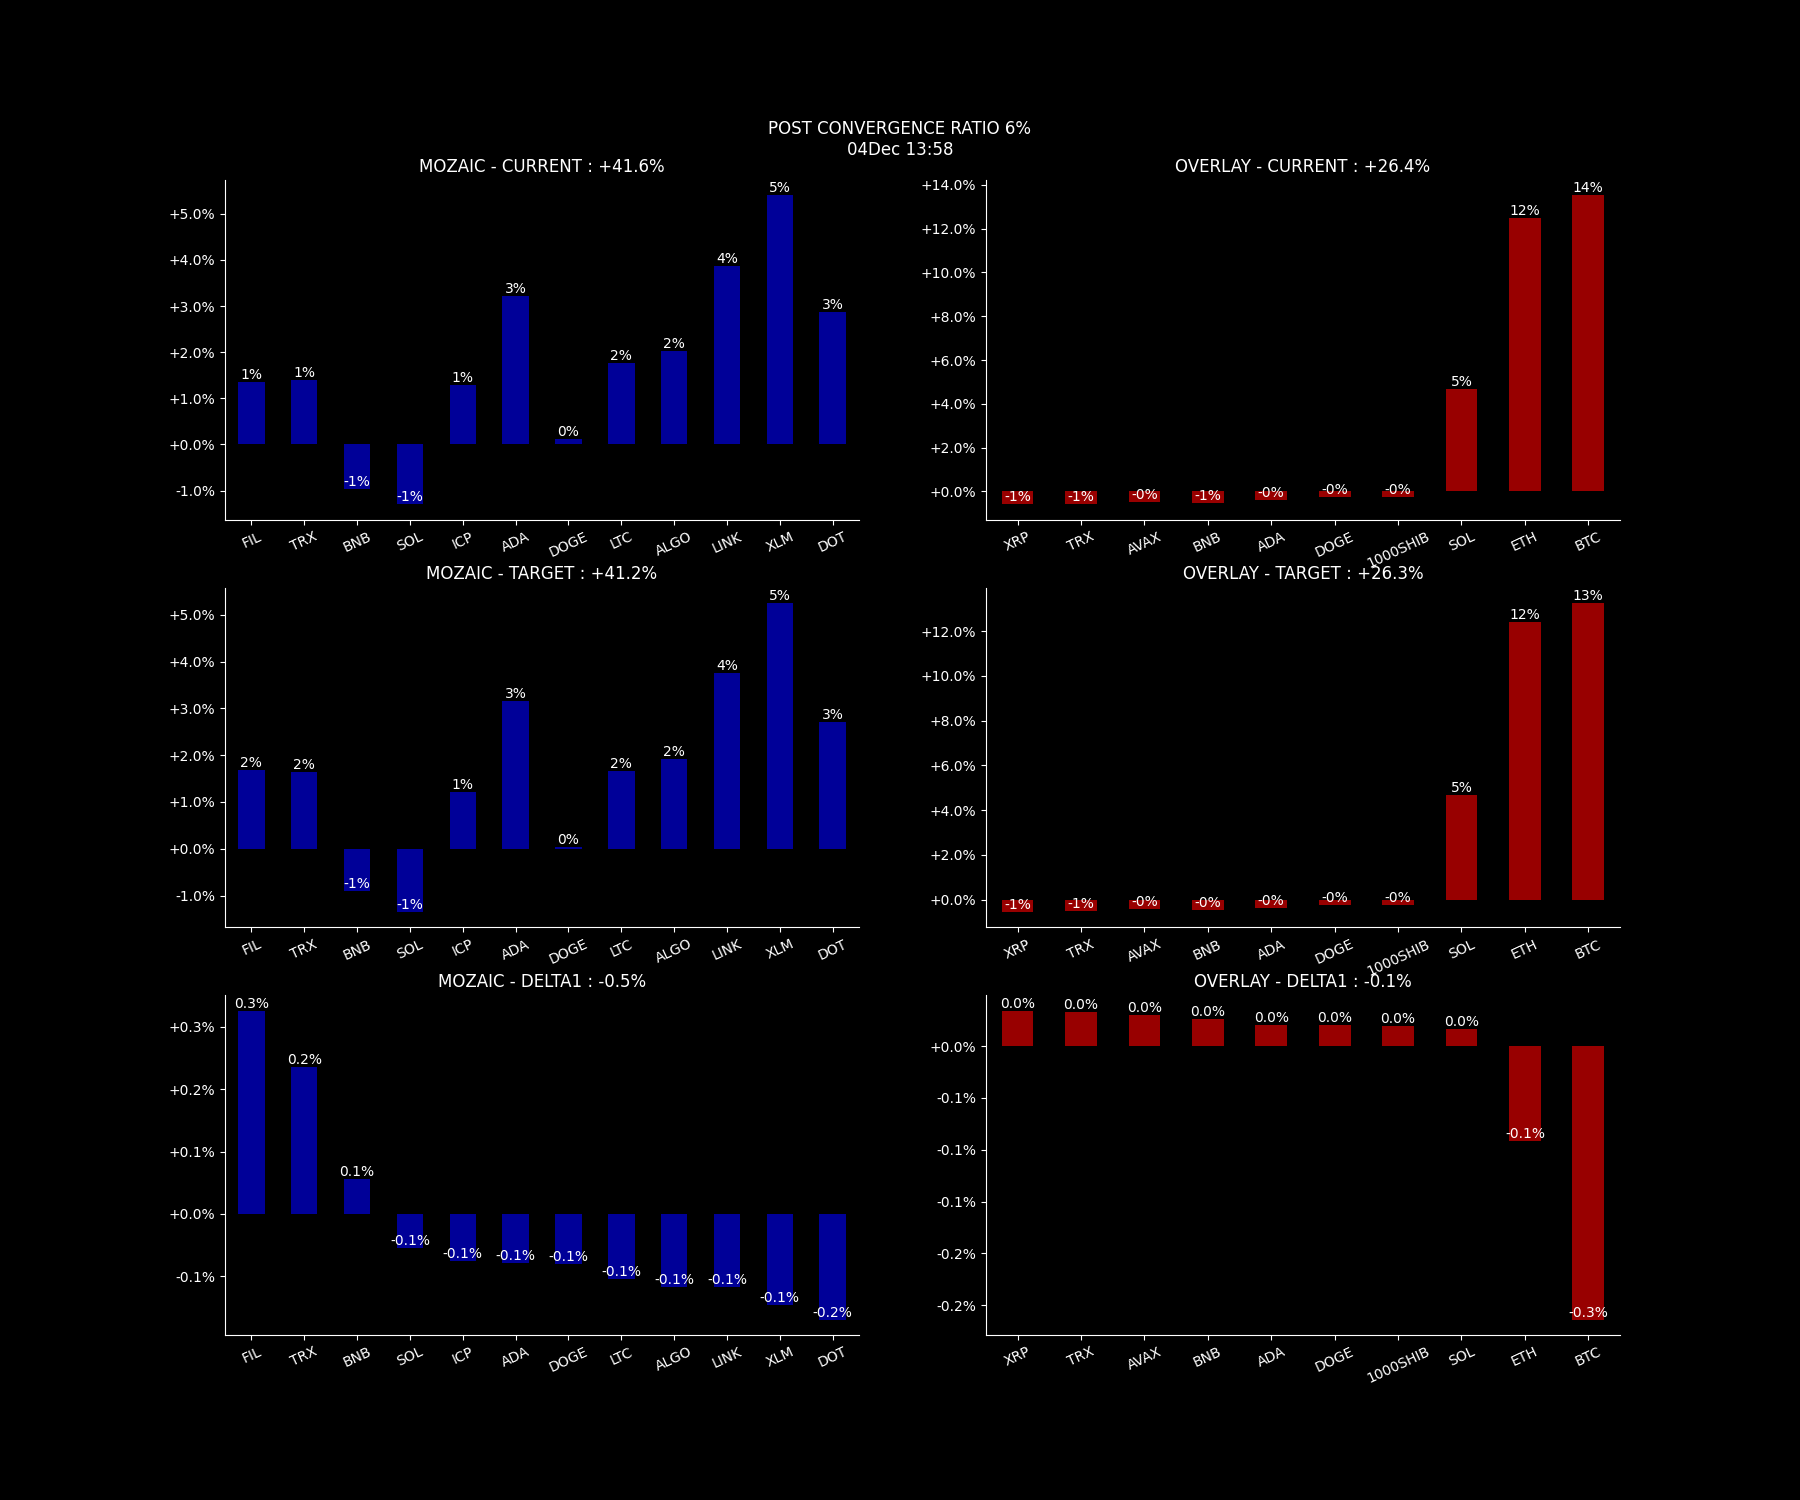 POST CONVERGENCE RATIO 6%
04Dec 13:58
MOZAIC - CURRENT : +41.6%
+5.0%
+4.0%
+3.0%
+2.0%
+1.0%
+0.0%
-1.0%
1% 1% -1% -1% 1% 3% 0% 2% 2% 4% 5% 3%
FIL TRX BNB SOL ICP ADA DOGE LTC ALGO LINK XLM DOT
OVERLAY - CURRENT : +26.4%
+14.0%
+12.0%
+10.0%
+8.0%
+6.0%
+4.0%
+2.0%
+0.0%
-1% -1% -0% -1% -0% -0% -0% 5% 12% 14%
XRP TRX AVAX BNB ADA DOGE 1000SHIB SOL ETH BTC
MOZAIC - TARGET : +41.2%
+5.0%
+4.0%
+3.0%
+2.0%
+1.0%
+0.0%
-1.0%
2% 2% -1% -1% 1% 3% 0% 2% 2% 4% 5% 3%
FIL TRX BNB SOL ICP ADA DOGE LTC ALGO LINK XLM DOT
OVERLAY - TARGET : +26.3%
+12.0%
+10.0%
+8.0%
+6.0%
+4.0%
+2.0%
+0.0%
-1% -1% -0% -0% -0% -0% -0% 5% 12% 13%
XRP TRX AVAX BNB ADA DOGE 1000SHIB SOL ETH BTC
MOZAIC - DELTA1 : -0.5%
+0.3%
+0.2%
+0.1%
+0.0%
-0.1%
0.3% 0.2% 0.1% -0.1% -0.1% -0.1% -0.1% -0.1% -0.1% -0.1% -0.1% -0.2%
FIL TRX BNB SOL ICP ADA DOGE LTC ALGO LINK XLM DOT
OVERLAY - DELTA1 : -0.1%
+0.0%
-0.1%
-0.1%
-0.1%
-0.2%
-0.2%
0.0% 0.0% 0.0% 0.0% 0.0% 0.0% 0.0% 0.0% -0.1% -0.3%
XRP TRX AVAX BNB ADA DOGE 1000SHIB SOL ETH BTC